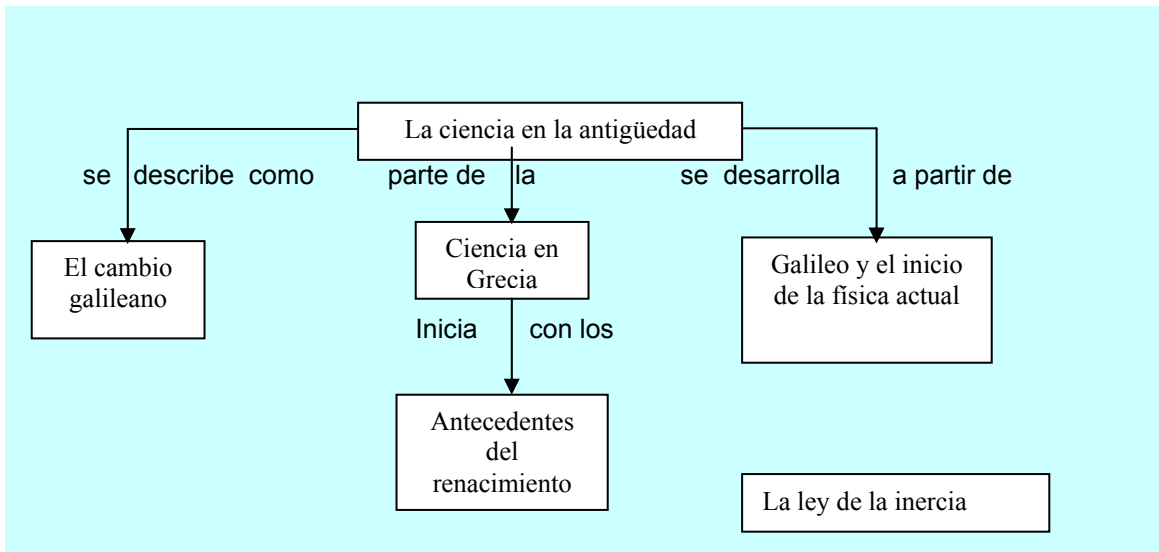 La ciencia en la antigüedad
se describe como
parte de la
se desarrolla a partir de
El cambio
galileano
Ciencia en
Grecia
Galileo y el inicio
de la física actual
Inicia con los
Antecedentes
del
renacimiento
La ley de la inercia